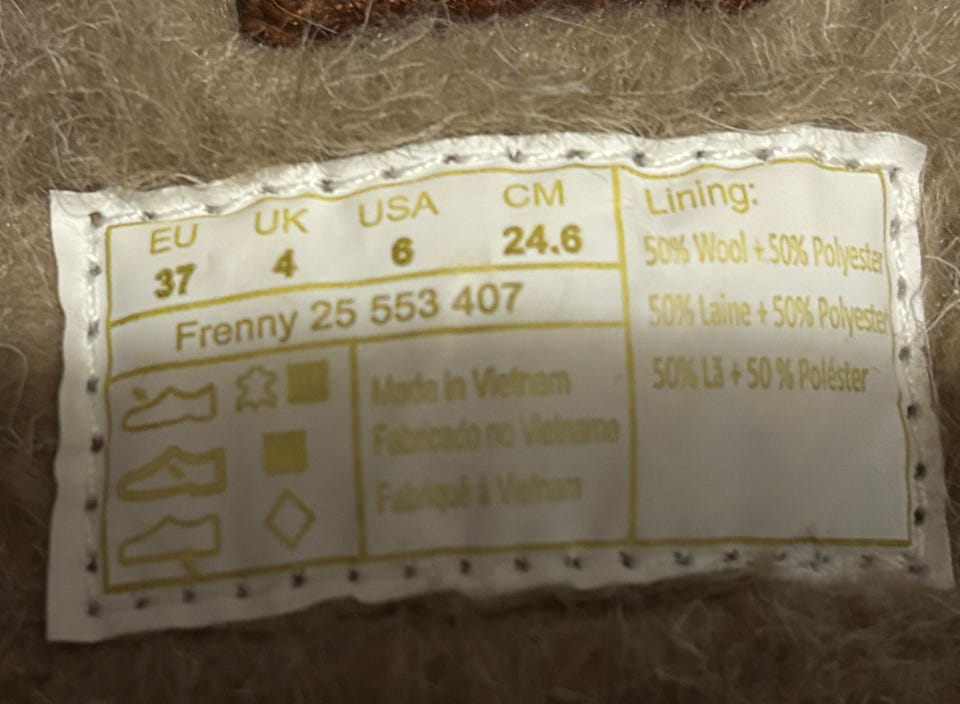 EU UK USA CM
37 4 6 24.6
Frenny 25 553 407
Made in Vietnam
Fabricado no Vietname
Fabriqué à Vietnam
Lining:
50% Wool + 50% Polyester
50% Laine + 50% Polyester
50% Lã + 50 % Poléster